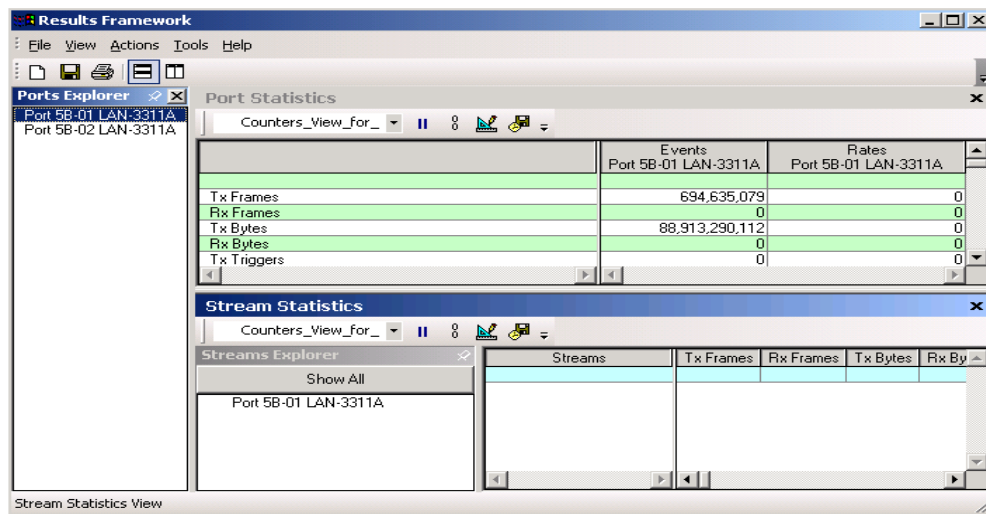 Results Framework
File View Actions Tools Help
Ports Explorer
Port 5B-01 LAN-3311A
Port 5B-02 LAN-3311A
Port Statistics
Counters_View_for_
Events
Port 5B-01 LAN-3311A
Rates
Port 5B-01 LAN-3311A
Tx Frames 694,635,079 0
Rx Frames 0 0
Tx Bytes 88,913,290,112 0
Rx Bytes 0 0
Tx Triggers 0 0
Stream Statistics
Counters_View_for_
Streams Explorer
Show All
Port 5B-01 LAN-3311A
Streams Tx Frames Rx Frames Tx Bytes Rx By
Stream Statistics View